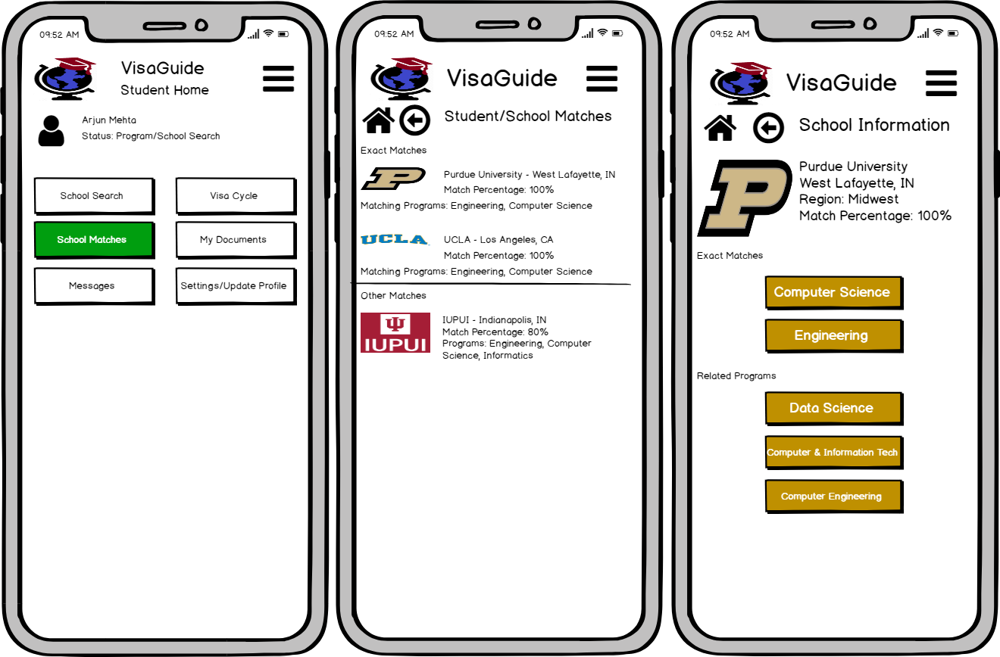 09:52 AM
VisaGuide
Student Home
Arjun Mehta
Status: Program/School Search
School Search
Visa Cycle
School Matches
My Documents
Messages
Settings/Update Profile
09:52 AM
VisaGuide
Student/School Matches
Exact Matches
Purdue University - West Lafayette, IN
Match Percentage: 100%
Matching Programs: Engineering, Computer Science
UCLA
UCLA - Los Angeles, CA
Match Percentage: 100%
Matching Programs: Engineering, Computer Science
Other Matches
IUPUI
IUPUI - Indianapolis, IN
Match Percentage: 80%
Programs: Engineering, Computer
Science, Informatics
09:52 AM
VisaGuide
School Information
P
Purdue University
West Lafayette, IN
Region: Midwest
Match Percentage: 100%
Exact Matches
Computer Science
Engineering
Related Programs
Data Science
Computer & Information Tech
Computer Engineering